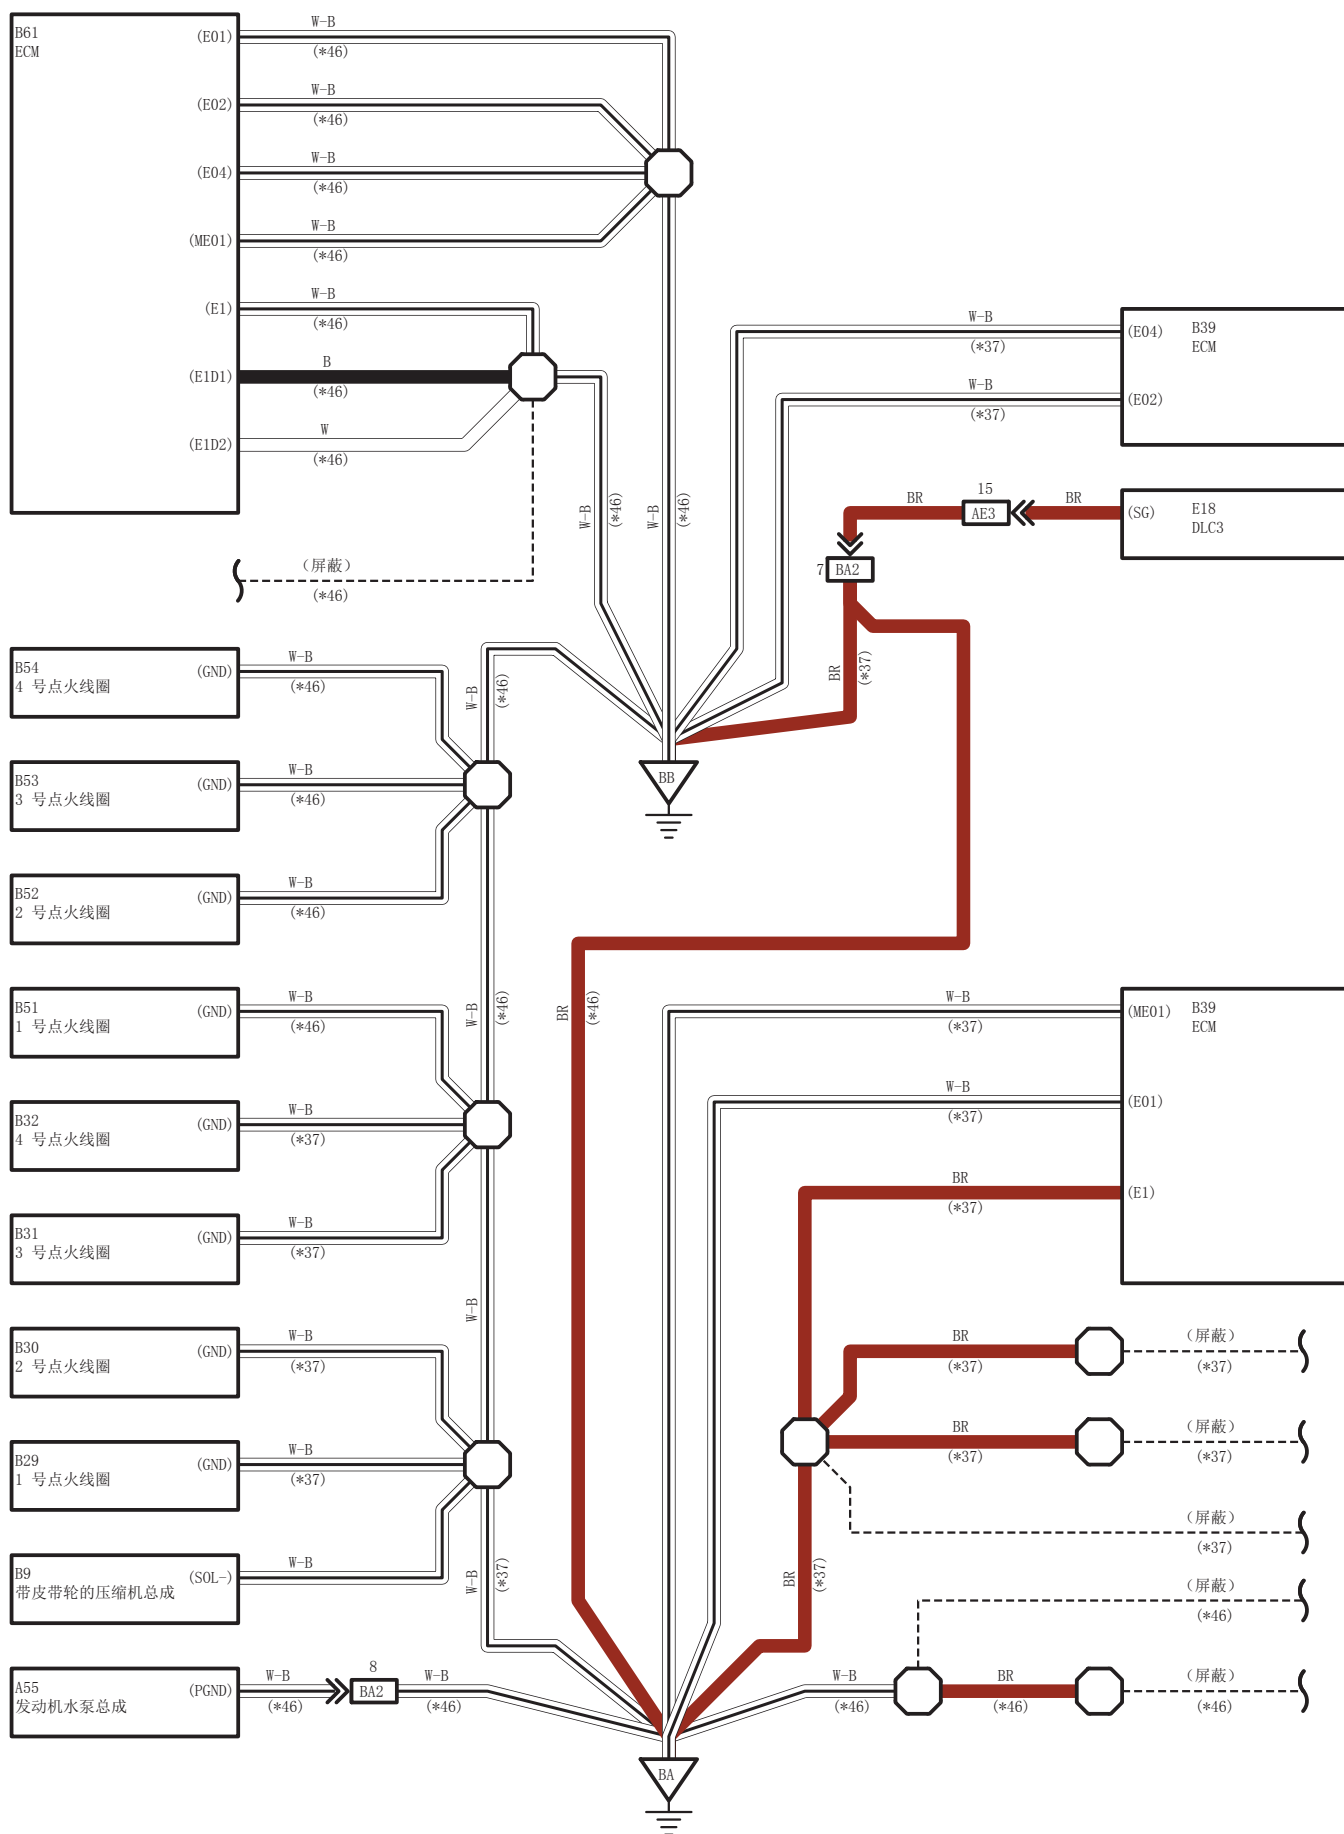 B61
ECM
(E01)
W-B
(*46)
(E02)
W-B
(*46)
(E04)
W-B
(*46)
(ME01)
W-B
(*46)
(E1)
W-B
(*46)
(E1D1)
B
(*46)
(E1D2)
W
(*46)
W-B
(*46)
W-B
(*46)
(屏蔽)
(*46)
W-B
(*37)
(E04)
B39
ECM
W-B
(*37)
(E02)
BR
15
AE3
BR
(SG)
E18
DLC3
7
BA2
BR
(*37)
B54
4 号点火线圈
(GND)
W-B
(*46)
W-B
(*46)
B53
3 号点火线圈
(GND)
W-B
(*46)
BB
B52
2 号点火线圈
(GND)
W-B
(*46)
B51
1 号点火线圈
(GND)
W-B
(*46)
W-B
(*46)
BR
(*46)
W-B
(*37)
(ME01)
B39
ECM
B32
4 号点火线圈
(GND)
W-B
(*37)
W-B
(*37)
(E01)
B31
3 号点火线圈
(GND)
W-B
(*37)
BR
(*37)
(E1)
W-B
B30
2 号点火线圈
(GND)
W-B
(*37)
BR
(*37)
(屏蔽)
(*37)
B29
1 号点火线圈
(GND)
W-B
(*37)
BR
(*37)
(屏蔽)
(*37)
(屏蔽)
(*37)
B9
带皮带轮的压缩机总成
(SOL-)
W-B
W-B
(*37)
BR
(*37)
(屏蔽)
(*46)
A55
发动机水泵总成
(PGND)
W-B
(*46)
8
BA2
W-B
(*46)
W-B
(*46)
BR
(*46)
(屏蔽)
(*46)
BA